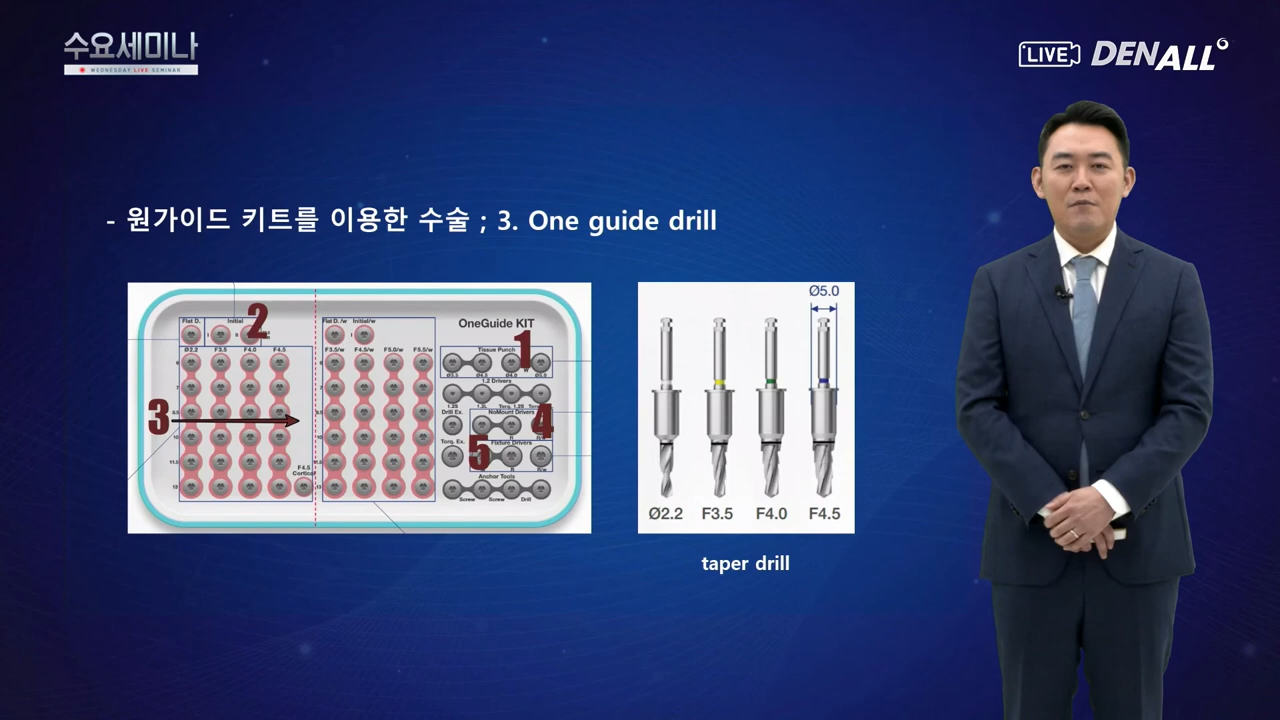 수요세미나
WEDNESDAY LIVE SEMINAR
LIVE
DENALL
- 원가이드 키트를 이용한 수술 ; 3. One guide drill
OneGuide KIT
Flat D.
Initial
Flat D. /w
Initial/w
Ø2.2
F3.5
F4.0
F4.5
F3.5/w
F4.5/w
F5.0/w
F5.5/w
Tissue Punch
1.2 Drivers
Drill Ex.
NoMount Drivers
Torq. Ex.
Fixture Drivers
Anchor Tools
Screw
Screw
Drill
F4.5
Cortical
1
2
3
4
5
Ø5.0
Ø2.2
F3.5
F4.0
F4.5
taper drill